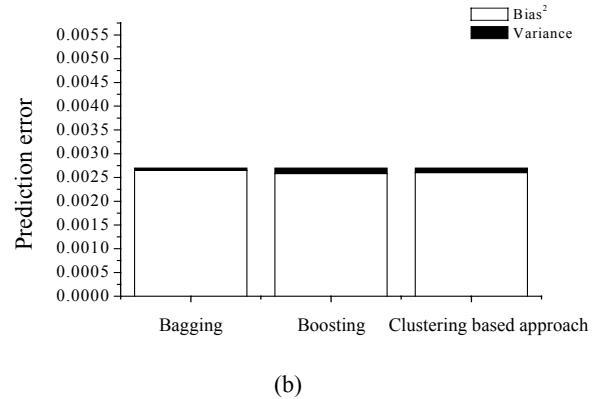 Bias²
Variance
Prediction error
0.0055
0.0050
0.0045
0.0040
0.0035
0.0030
0.0025
0.0020
0.0015
0.0010
0.0005
0.0000
Bagging Boosting Clustering based approach
(b)